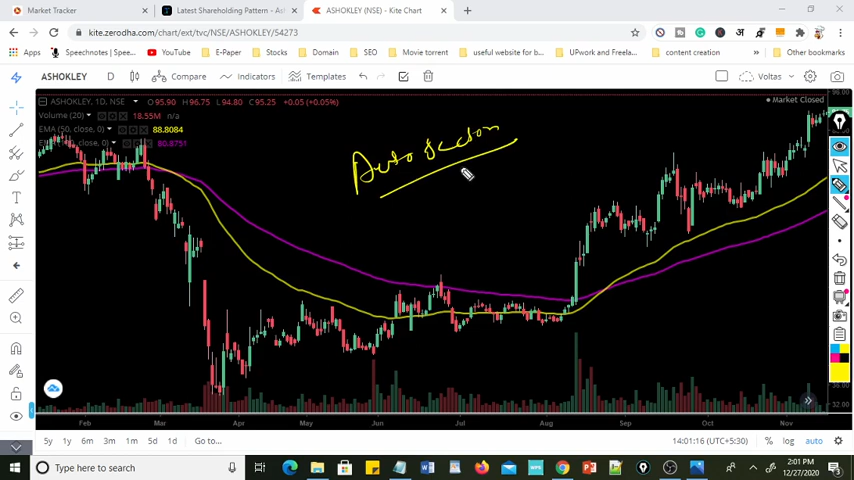 Market Tracker
Latest Shareholding Pattern - As
ASHOKLEY (NSE) - Kite Chart
kite.zerodha.com/chart/ext/tvc/NSE/ASHOKLEY/54273
Apps
Speechnotes | Spee...
YouTube
E-Paper
Stocks
Domain
SEO
Movie torrent
useful website for b...
UPwork and Freela...
content creation
Other bookmarks
ASHOKLEY D Compare Indicators Templates Voltas
ASHOKLEY, 1D, NSE O 95.90 H 96.75 L 94.80 C 95.25 +0.05 (+0.05%)
Market Closed
Volume (20) 18.55M n/a
EMA (50, close, 0) 88.8084
80.8751
Auto Sector
32.00
Feb Mar Apr May Jun Jul Aug Sep Oct Nov
5y 1y 6m 3m 1m 5d 1d Go to...
14:01:16 (UTC+5:30) % log auto
Type here to search
2:01 PM
12/27/2020